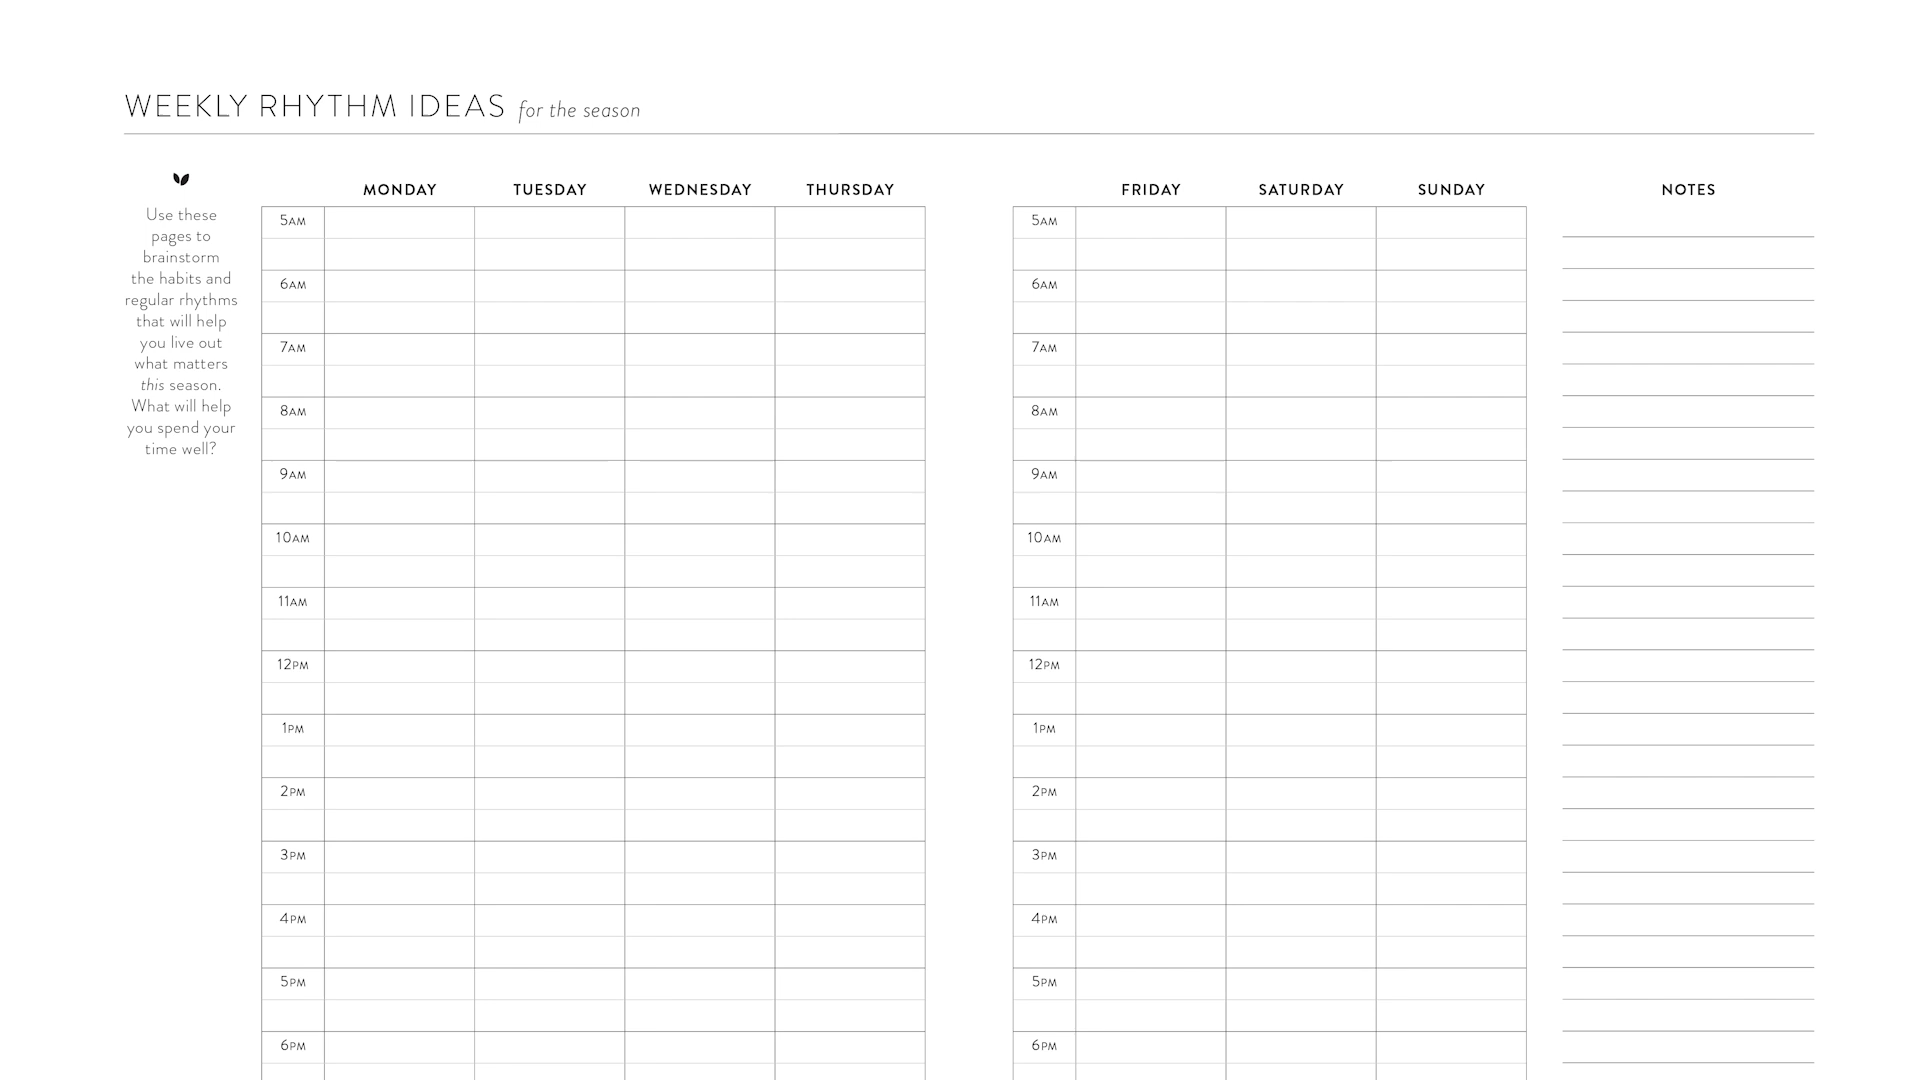 WEEKLY RHYTHM IDEAS for the season
Use these
pages to
brainstorm
the habits and
regular rhythms
that will help
you live out
what matters
this season.
What will help
you spend your
time well?
MONDAY TUESDAY WEDNESDAY THURSDAY
5AM
6AM
7AM
8AM
9AM
10AM
11AM
12PM
1PM
2PM
3PM
4PM
5PM
6PM
FRIDAY SATURDAY SUNDAY
5AM
6AM
7AM
8AM
9AM
10AM
11AM
12PM
1PM
2PM
3PM
4PM
5PM
6PM
NOTES